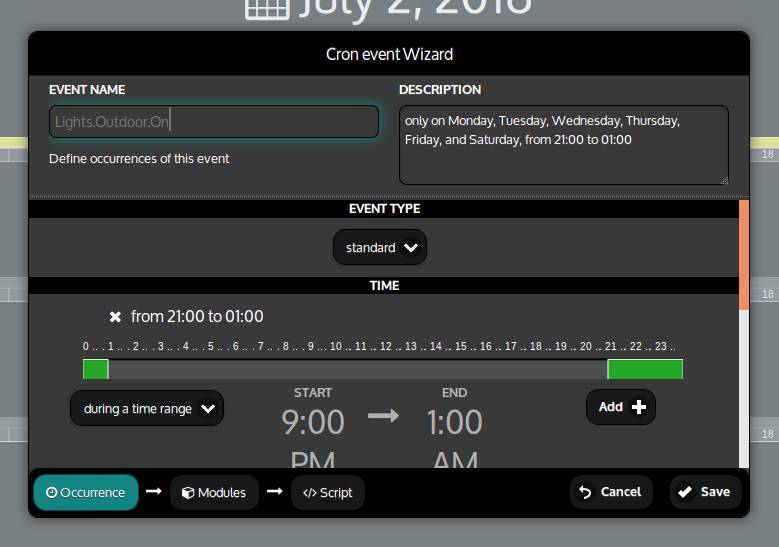 July 2, 2018
Cron event Wizard
EVENT NAME
DESCRIPTION
Lights.Outdoor.On
only on Monday, Tuesday, Wednesday, Thursday,
Friday, and Saturday, from 21:00 to 01:00
Define occurrences of this event
18
EVENT TYPE
standard
TIME
18
from 21:00 to 01:00
0 .. . 1 .. . 2 .. . 3 .. . 4 .. . 5 .. . 6 .. . 7 .. . 8 .. . 9 .. . 10 .. 11 .. 12 .. 13 .. 14 .. 15 .. 16 .. 17 .. 18 .. 19 .. 20 .. 21 .. 22 .. 23 ..
during a time range
START
END
Add
9:00
1:00
18
PM
AM
Occurrence
Modules
</> Script
Cancel
Save